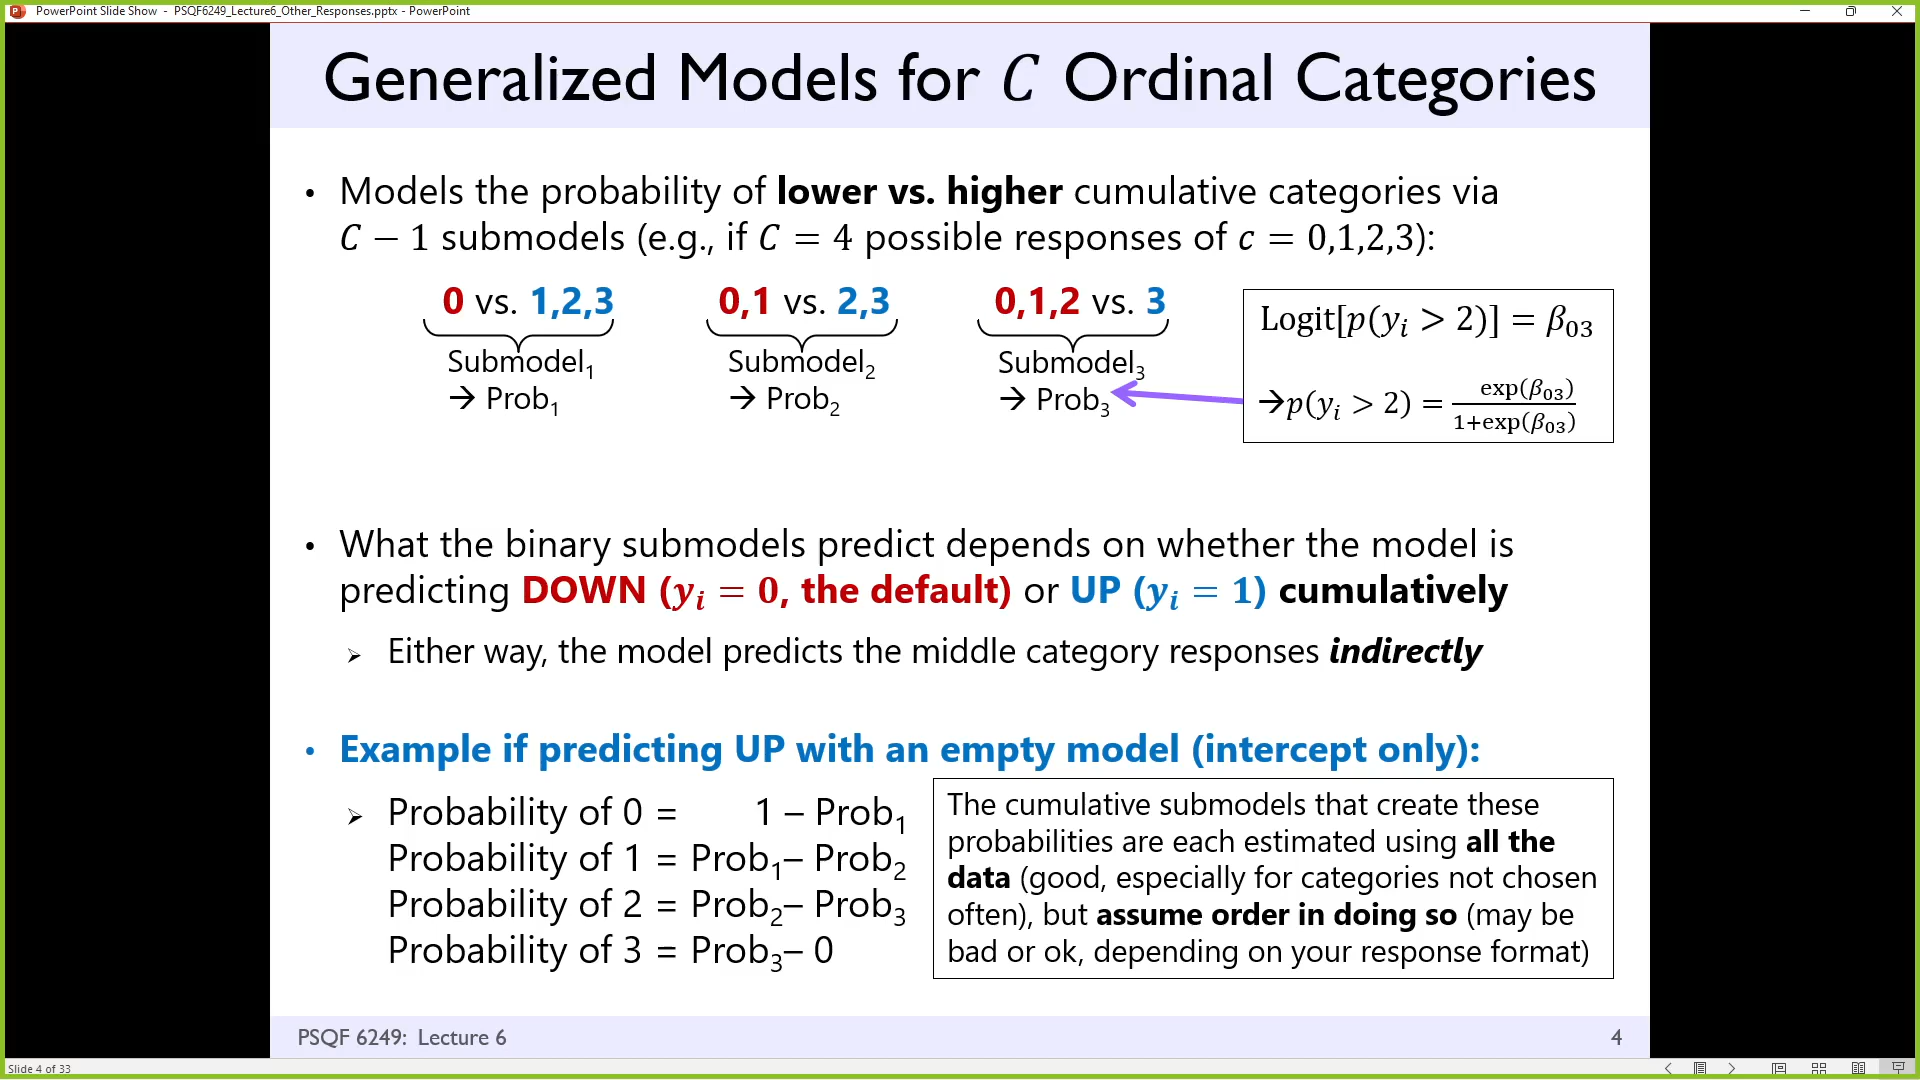 PowerPoint Slide Show - PSQF6249_Lecture6_Other_Responses.pptx - PowerPoint
Generalized Models for C Ordinal Categories
• Models the probability of lower vs. higher cumulative categories via
C − 1 submodels (e.g., if C = 4 possible responses of c = 0,1,2,3):
0 vs. 1,2,3 0,1 vs. 2,3 0,1,2 vs. 3
Submodel₁ Submodel₂ Submodel₃
→ Prob₁ → Prob₂ → Prob₃
Logit[p(yᵢ > 2)] = β₀₃
→p(yᵢ > 2) = exp(β₀₃) / 1+exp(β₀₃)
• What the binary submodels predict depends on whether the model is
predicting DOWN (yᵢ = 0, the default) or UP (yᵢ = 1) cumulatively
➢ Either way, the model predicts the middle category responses indirectly
• Example if predicting UP with an empty model (intercept only):
➢ Probability of 0 = 1 – Prob₁
Probability of 1 = Prob₁– Prob₂
Probability of 2 = Prob₂– Prob₃
Probability of 3 = Prob₃– 0
The cumulative submodels that create these
probabilities are each estimated using all the
data (good, especially for categories not chosen
often), but assume order in doing so (may be
bad or ok, depending on your response format)
PSQF 6249: Lecture 6
4
Slide 4 of 33